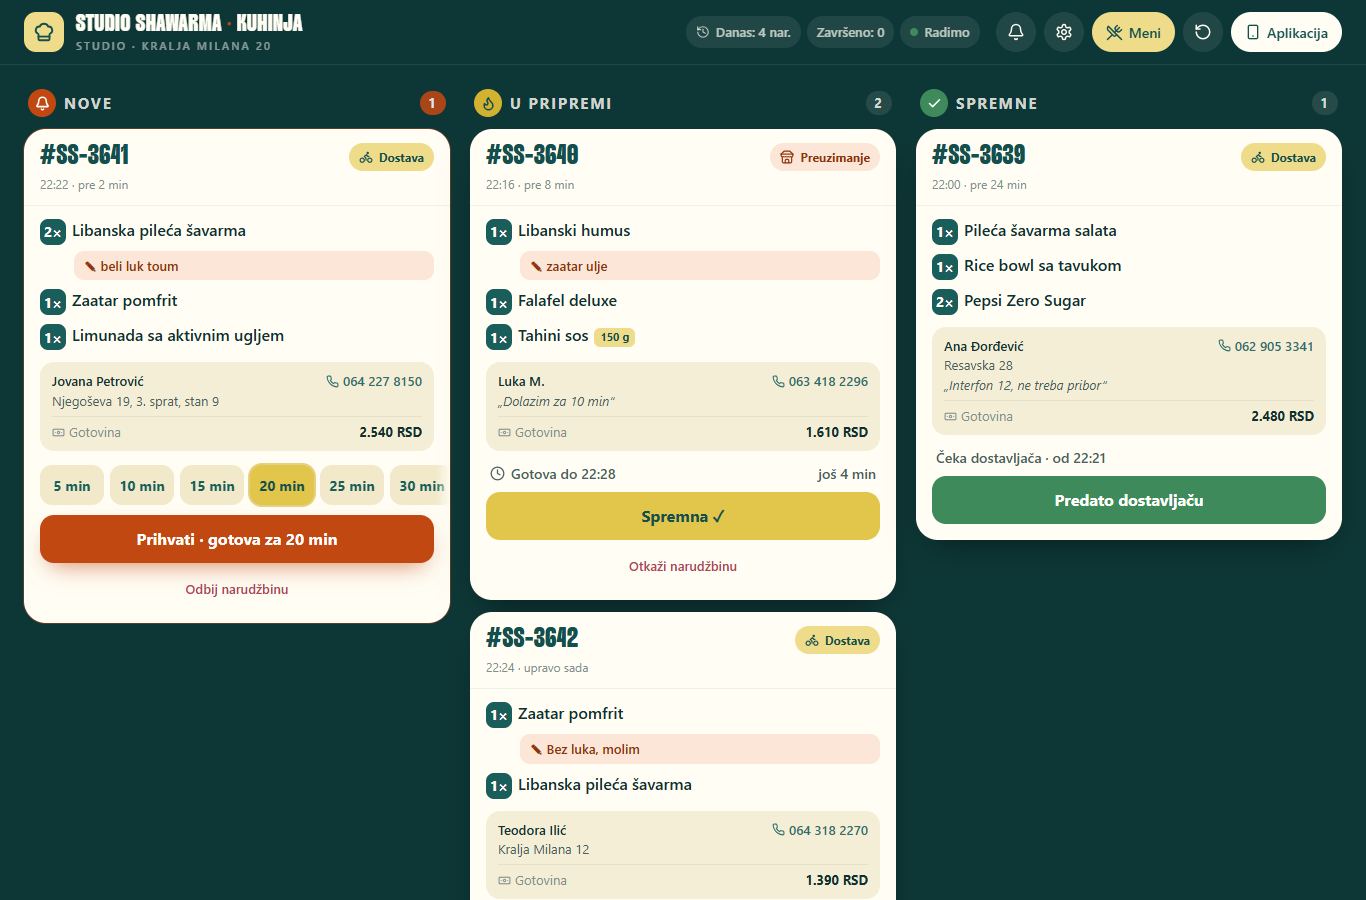 STUDIO SHAWARMA · KUHINJA
STUDIO · KRALJA MILANA 20
Danas: 4 nar.
Završeno: 0
Radimo
Meni
Aplikacija
NOVE
1
#SS-3641
Dostava
22:22 · pre 2 min
2× Libanska pileća šavarma
beli luk toum
1× Zaatar pomfrit
1× Limunada sa aktivnim ugljem
Jovana Petrović
064 227 8150
Njegoševa 19, 3. sprat, stan 9
Gotovina
2.540 RSD
5 min
10 min
15 min
20 min
25 min
30 min
Prihvati · gotova za 20 min
Odbij narudžbinu
U PRIPREMI
2
#SS-3640
Preuzimanje
22:16 · pre 8 min
1× Libanski humus
zaatar ulje
1× Falafel deluxe
1× Tahini sos 150 g
Luka M.
063 418 2296
„Dolazim za 10 min“
Gotovina
1.610 RSD
Gotova do 22:28
još 4 min
Spremna ✓
Otkaži narudžbinu
#SS-3642
Dostava
22:24 · upravo sada
1× Zaatar pomfrit
Bez luka, molim
1× Libanska pileća šavarma
Teodora Ilić
064 318 2270
Kralja Milana 12
Gotovina
1.390 RSD
SPREMNE
1
#SS-3639
Dostava
22:00 · pre 24 min
1× Pileća šavarma salata
1× Rice bowl sa tavukom
2× Pepsi Zero Sugar
Ana Đorđević
062 905 3341
Resavska 28
„Interfon 12, ne treba pribor“
Gotovina
2.480 RSD
Čeka dostavljača · od 22:21
Predato dostavljaču